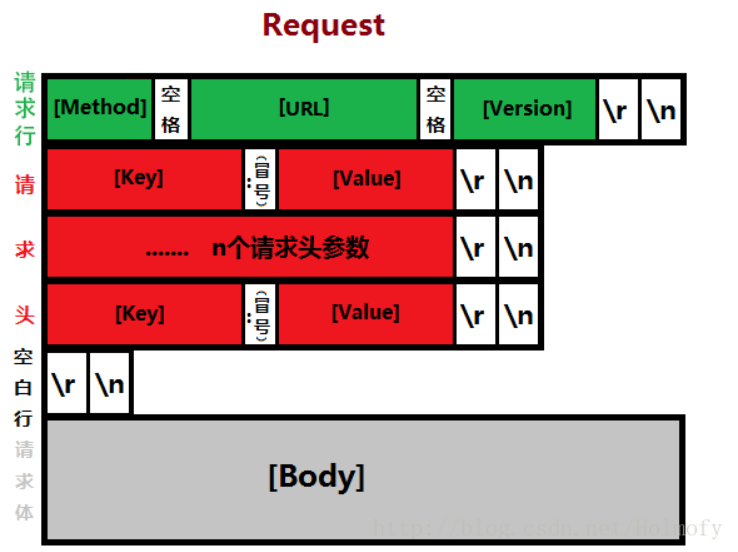 Request
请求行 [Method] 空格 [URL] 空格 [Version] \r \n
请 [Key] :(冒号) [Value] \r \n
求 ....... n个请求头参数 \r \n
头 [Key] :(冒号) [Value] \r \n
空白行 \r \n
请求体 [Body]
http://blog.csdn.net/Holmofy